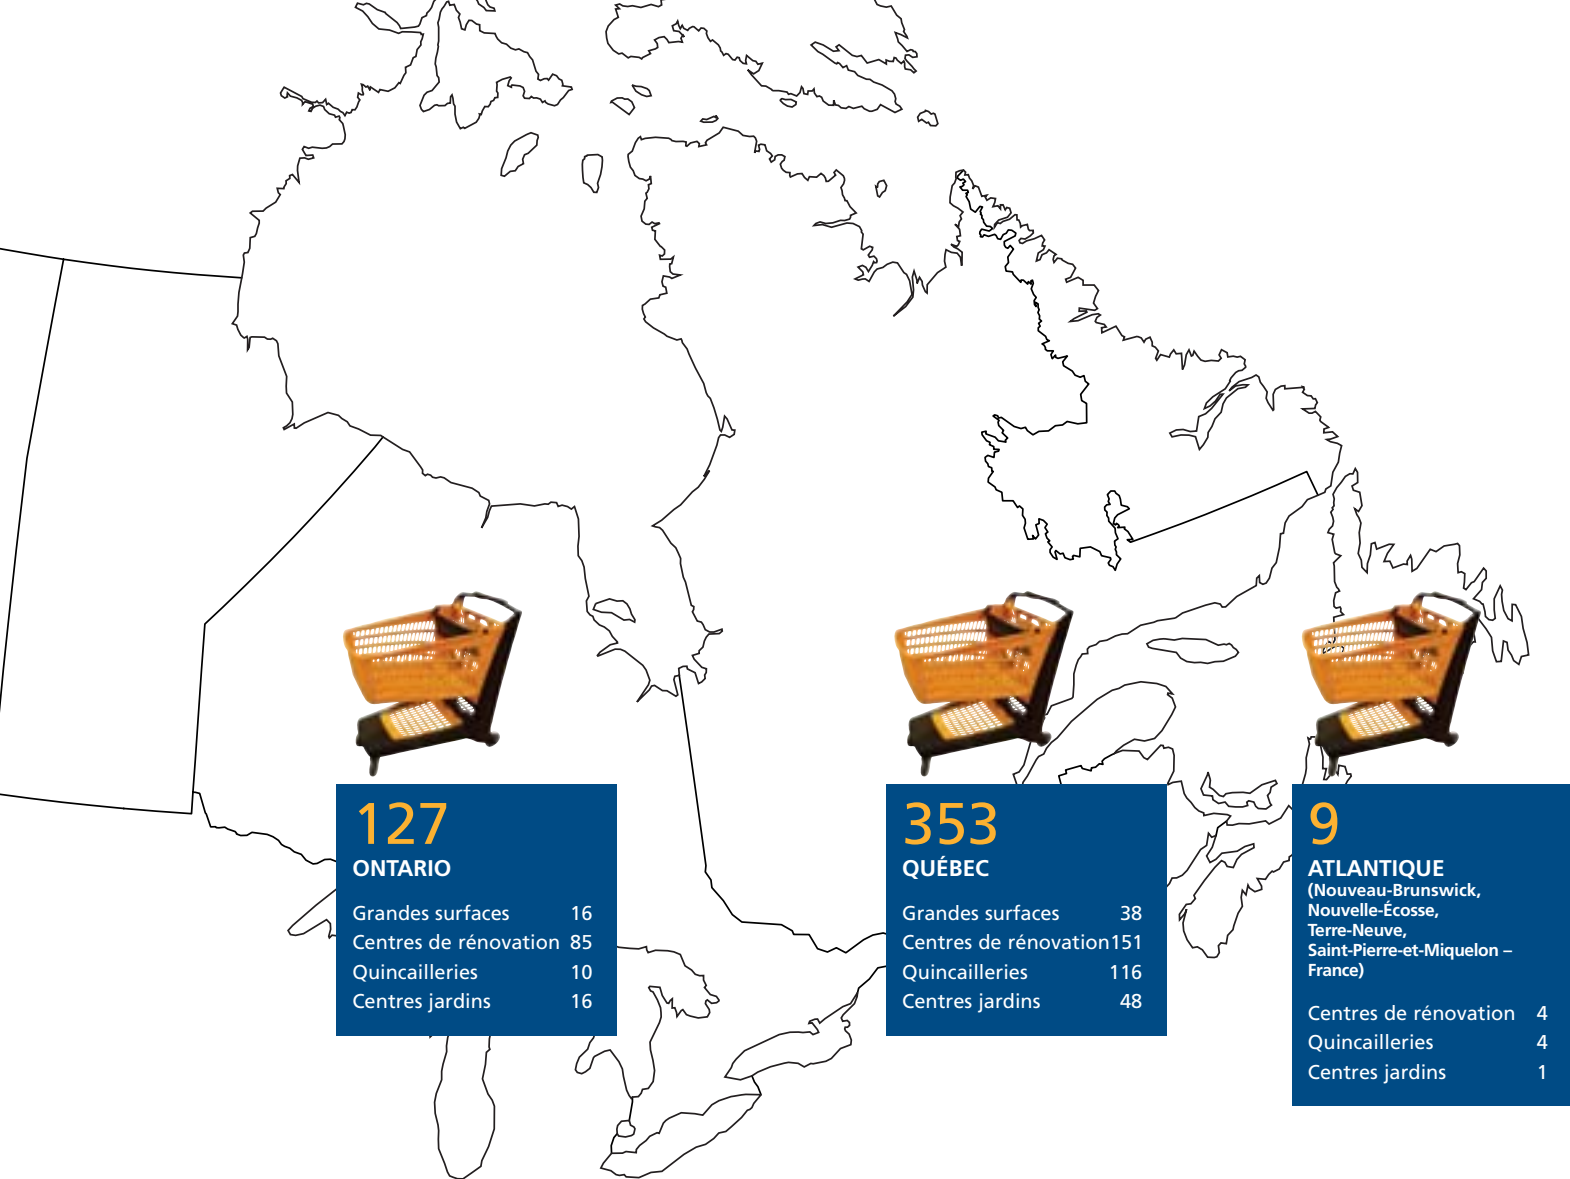 127
ONTARIO
Grandes surfaces 16
Centres de rénovation 85
Quincailleries 10
Centres jardins 16
353
QUÉBEC
Grandes surfaces 38
Centres de rénovation 151
Quincailleries 116
Centres jardins 48
9
ATLANTIQUE
(Nouveau-Brunswick,
Nouvelle-Écosse,
Terre-Neuve,
Saint-Pierre-et-Miquelon –
France)
Centres de rénovation 4
Quincailleries 4
Centres jardins 1